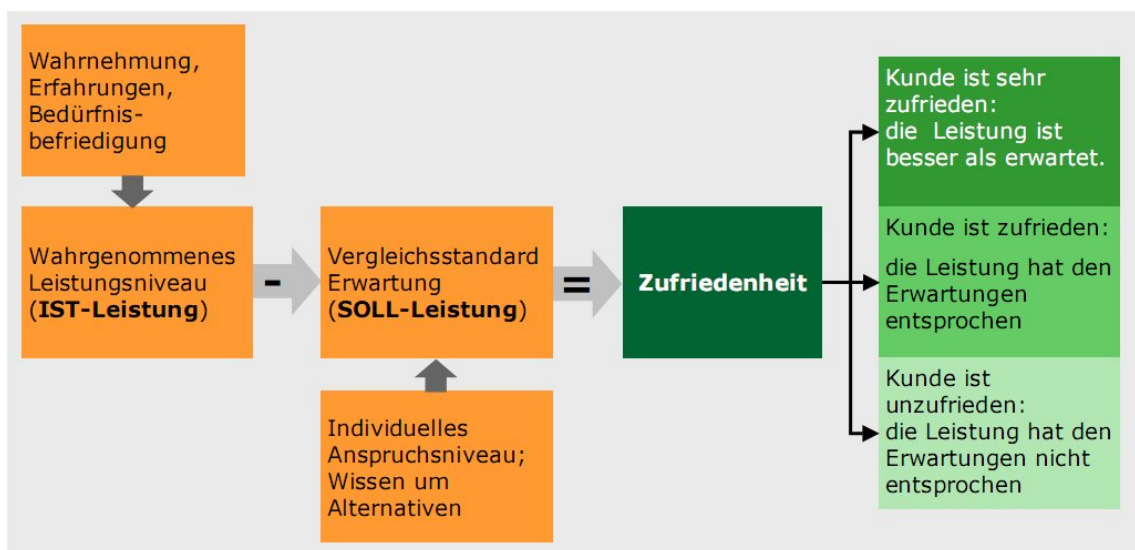 Wahrnehmung,
Erfahrungen,
Bedürfnis-
befriedigung
Wahrgenommenes
Leistungsniveau
(IST-Leistung)
-
Vergleichsstandard
Erwartung
(SOLL-Leistung)
=
Individuelles
Anspruchsniveau;
Wissen um
Alternativen
Zufriedenheit
Kunde ist sehr
zufrieden:
die Leistung ist
besser als erwartet.
Kunde ist zufrieden:
die Leistung hat den
Erwartungen
entsprochen
Kunde ist
unzufrieden:
die Leistung hat den
Erwartungen nicht
entsprochen